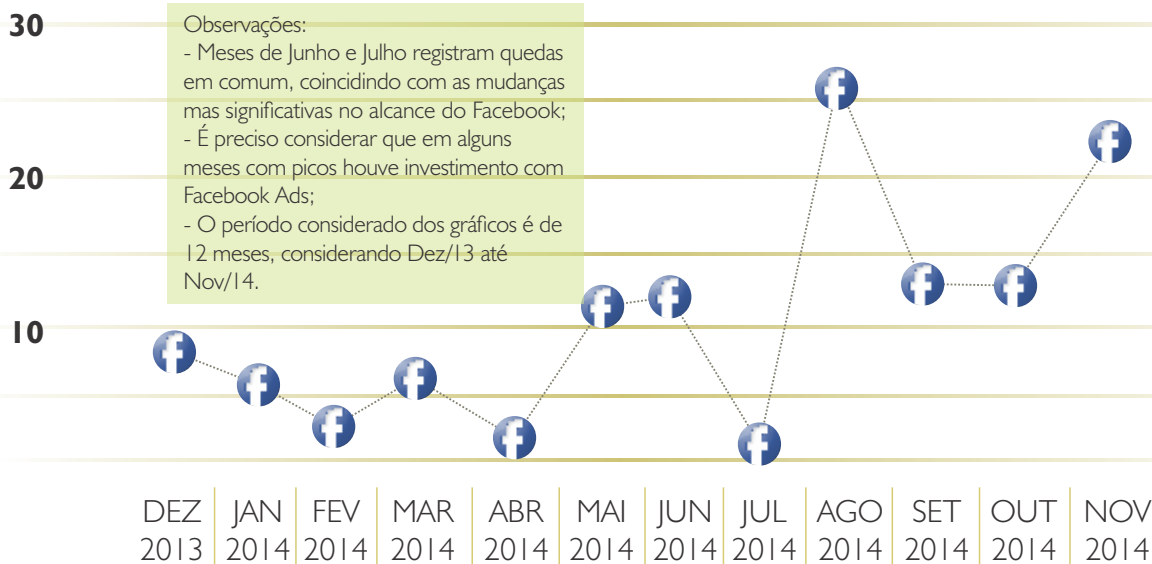 30
Observações:
- Meses de Junho e Julho registram quedas
em comum, coincidindo com as mudanças
mas significativas no alcance do Facebook;
- É preciso considerar que em alguns
meses com picos houve investimento com
Facebook Ads;
- O período considerado dos gráficos é de
12 meses, considerando Dez/13 até
Nov/14.
20
10
DEZ JAN FEV MAR ABR MAI JUN JUL AGO SET OUT NOV
2013 2014 2014 2014 2014 2014 2014 2014 2014 2014 2014 2014